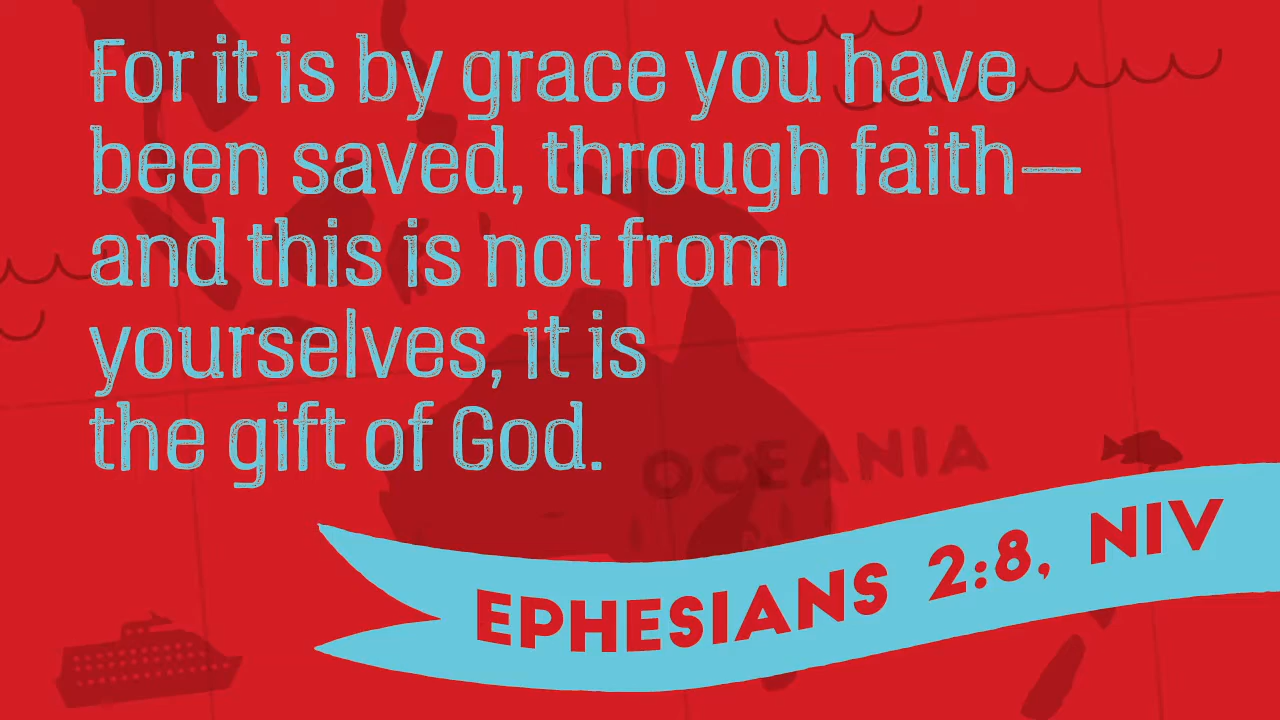 For it is by grace you have
been saved, through faith—
and this is not from
yourselves, it is
the gift of God.
OCEANIA
EPHESIANS 2:8, NIV